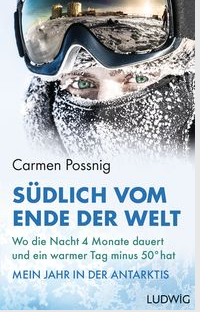 Carmen Possnig
SÜDLICH VOM
ENDE DER WELT
Wo die Nacht 4 Monate dauert
und ein warmer Tag minus 50° hat
MEIN JAHR IN DER ANTARKTIS
LUDWiG